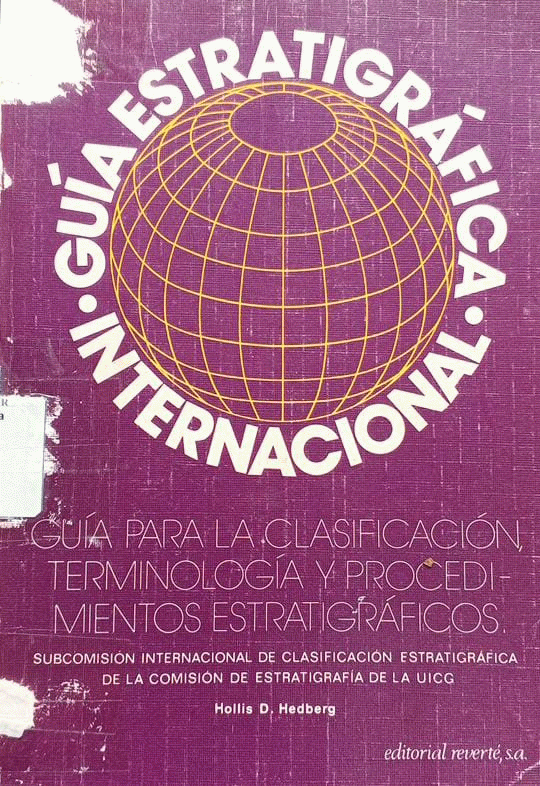 · GUÍA ESTRATIGRÁFICA ·
INTERNACIONAL
GUÍA PARA LA CLASIFICACIÓN,
TERMINOLOGÍA Y PROCEDI-
MIENTOS ESTRATIGRÁFICOS.
SUBCOMISIÓN INTERNACIONAL DE CLASIFICACIÓN ESTRATIGRÁFICA
DE LA COMISIÓN DE ESTRATIGRAFÍA DE LA UICG
Hollis D. Hedberg
editorial reverté, s.a.